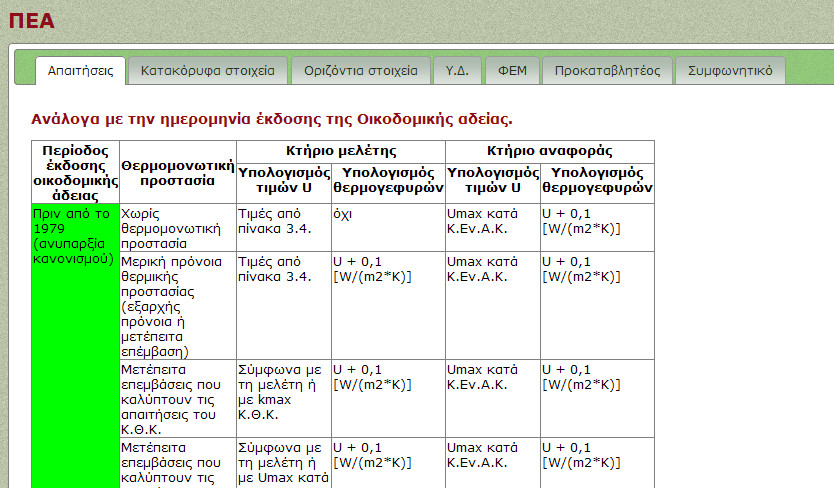 ΠΕΑ
Απαιτήσεις Κατακόρυφα στοιχεία Οριζόντια στοιχεία Υ.Δ. ΦΕΜ Προκαταβλητέος Συμφωνητικό
Ανάλογα με την ημερομηνία έκδοσης της Οικοδομικής αδείας.
Περίοδος έκδοσης οικοδομικής άδειας
Θερμομονωτική προστασία
Κτήριο μελέτης
Κτήριο αναφοράς
Υπολογισμός τιμών U
Υπολογισμός θερμογεφυρών
Υπολογισμός τιμών U
Υπολογισμός θερμογεφυρών
Πριν από το 1979 (ανυπαρξία κανονισμού)
Χωρίς θερμομονωτική προστασία
Τιμές από πίνακα 3.4.
όχι
Umax κατά Κ.Εν.Α.Κ.
U + 0,1 [W/(m2*K)]
Μερική πρόνοια θερμικής προστασίας (εξαρχής πρόνοια ή μετέπειτα επέμβαση)
Τιμές από πίνακα 3.4.
U + 0,1 [W/(m2*K)]
Umax κατά Κ.Εν.Α.Κ.
U + 0,1 [W/(m2*K)]
Μετέπειτα επεμβάσεις που καλύπτουν τις απαιτήσεις του Κ.Θ.Κ.
Σύμφωνα με τη μελέτη ή με kmax Κ.Θ.Κ.
U + 0,1 [W/(m2*K)]
Umax κατά Κ.Εν.Α.Κ.
U + 0,1 [W/(m2*K)]
Μετέπειτα επεμβάσεις που καλύπτουν τις
Σύμφωνα με τη μελέτη ή με Umax κατά
U + 0,1 [W/(m2*K)]
Umax κατά Κ.Εν.Α.Κ.
U + 0,1 [W/(m2*K)]